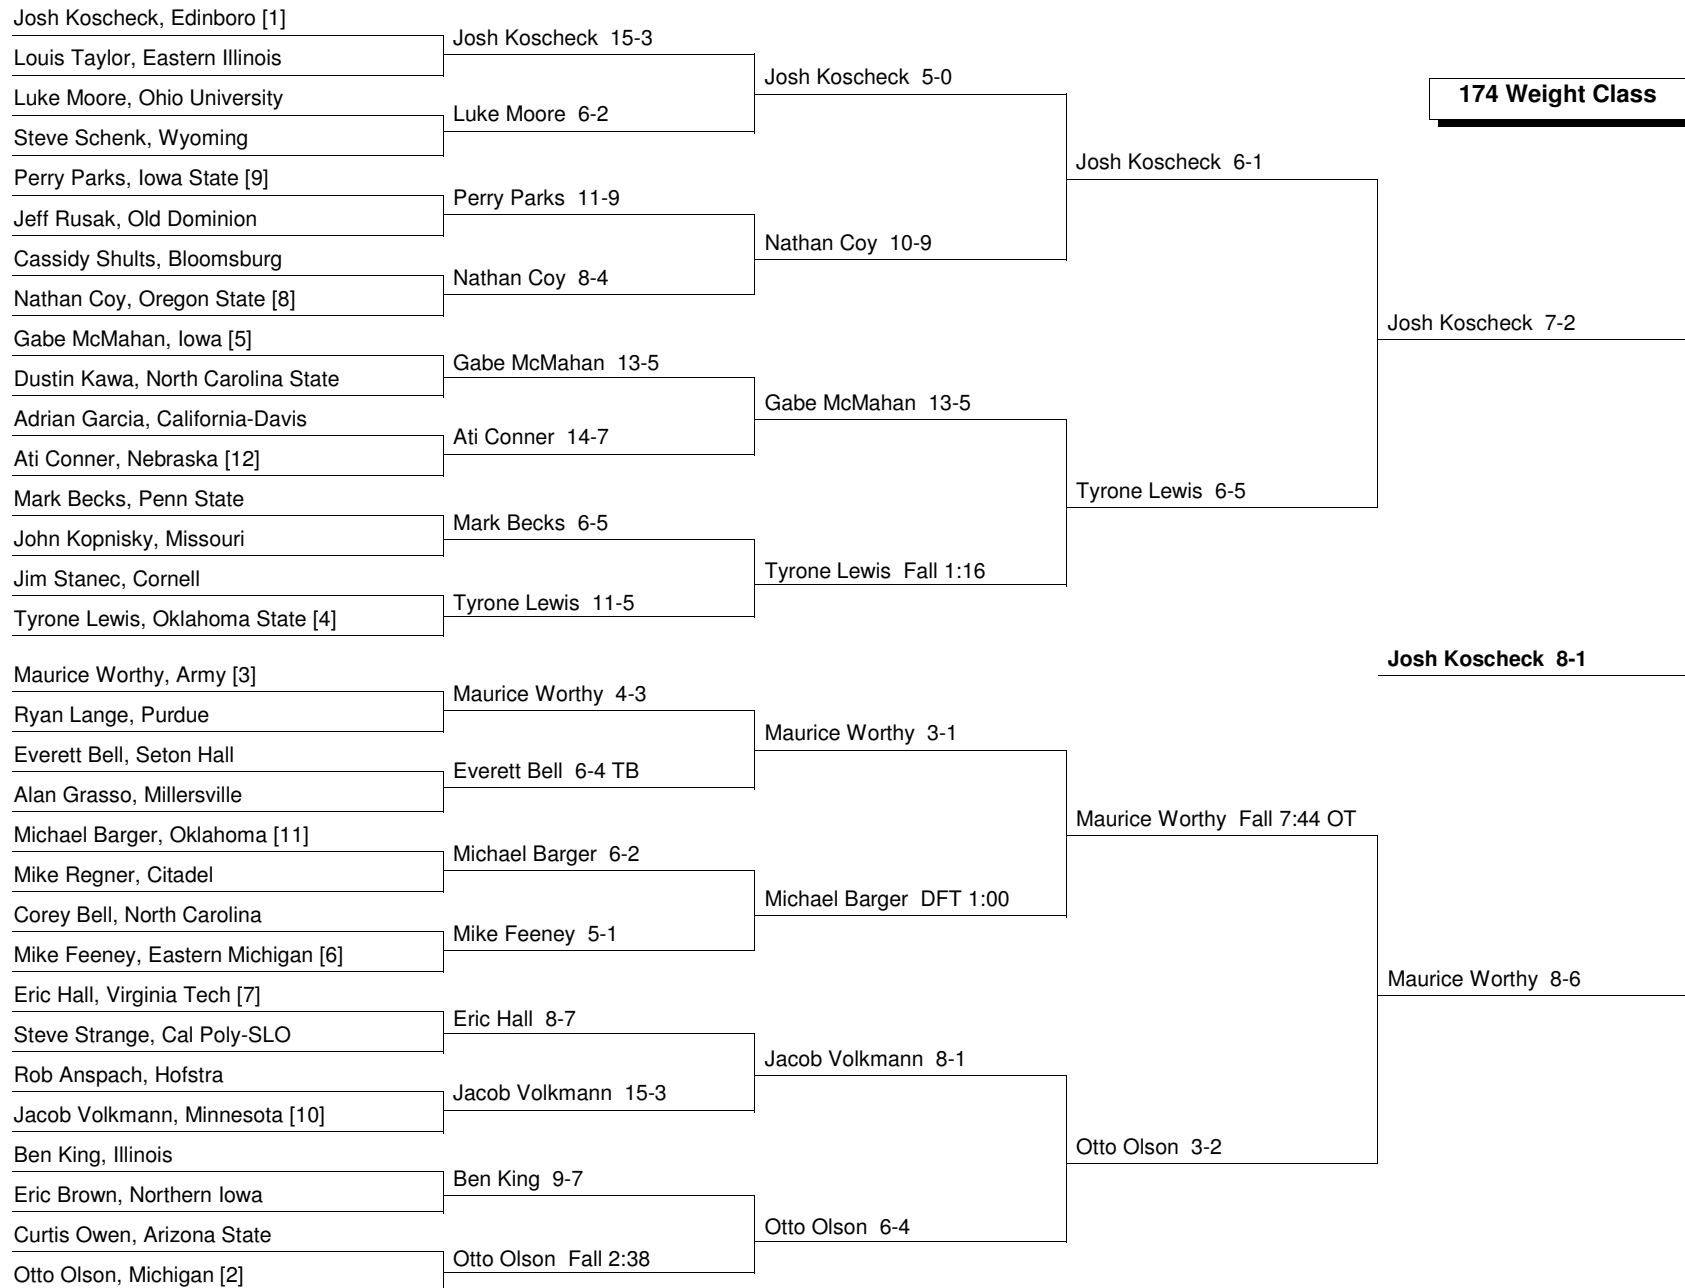 Josh Koscheck, Edinboro [1]
Louis Taylor, Eastern Illinois
Luke Moore, Ohio University
Steve Schenk, Wyoming
Perry Parks, Iowa State [9]
Jeff Rusak, Old Dominion
Cassidy Shults, Bloomsburg
Nathan Coy, Oregon State [8]
Gabe McMahan, Iowa [5]
Dustin Kawa, North Carolina State
Adrian Garcia, California-Davis
Ati Conner, Nebraska [12]
Mark Becks, Penn State
John Kopnisky, Missouri
Jim Stanec, Cornell
Tyrone Lewis, Oklahoma State [4]
Maurice Worthy, Army [3]
Ryan Lange, Purdue
Everett Bell, Seton Hall
Alan Grasso, Millersville
Michael Barger, Oklahoma [11]
Mike Regner, Citadel
Corey Bell, North Carolina
Mike Feeney, Eastern Michigan [6]
Eric Hall, Virginia Tech [7]
Steve Strange, Cal Poly-SLO
Rob Anspach, Hofstra
Jacob Volkmann, Minnesota [10]
Ben King, Illinois
Eric Brown, Northern Iowa
Curtis Owen, Arizona State
Otto Olson, Michigan [2]
Josh Koscheck 15-3
Luke Moore 6-2
Perry Parks 11-9
Nathan Coy 8-4
Gabe McMahan 13-5
Ati Conner 14-7
Mark Becks 6-5
Tyrone Lewis 11-5
Maurice Worthy 4-3
Everett Bell 6-4 TB
Michael Barger 6-2
Mike Feeney 5-1
Eric Hall 8-7
Jacob Volkmann 15-3
Ben King 9-7
Otto Olson Fall 2:38
Josh Koscheck 5-0
Nathan Coy 10-9
Gabe McMahan 13-5
Tyrone Lewis Fall 1:16
Maurice Worthy 3-1
Michael Barger DFT 1:00
Jacob Volkmann 8-1
Otto Olson 6-4
Josh Koscheck 6-1
Tyrone Lewis 6-5
Maurice Worthy Fall 7:44 OT
Otto Olson 3-2
174 Weight Class
Josh Koscheck 7-2
Josh Koscheck 8-1
Maurice Worthy 8-6